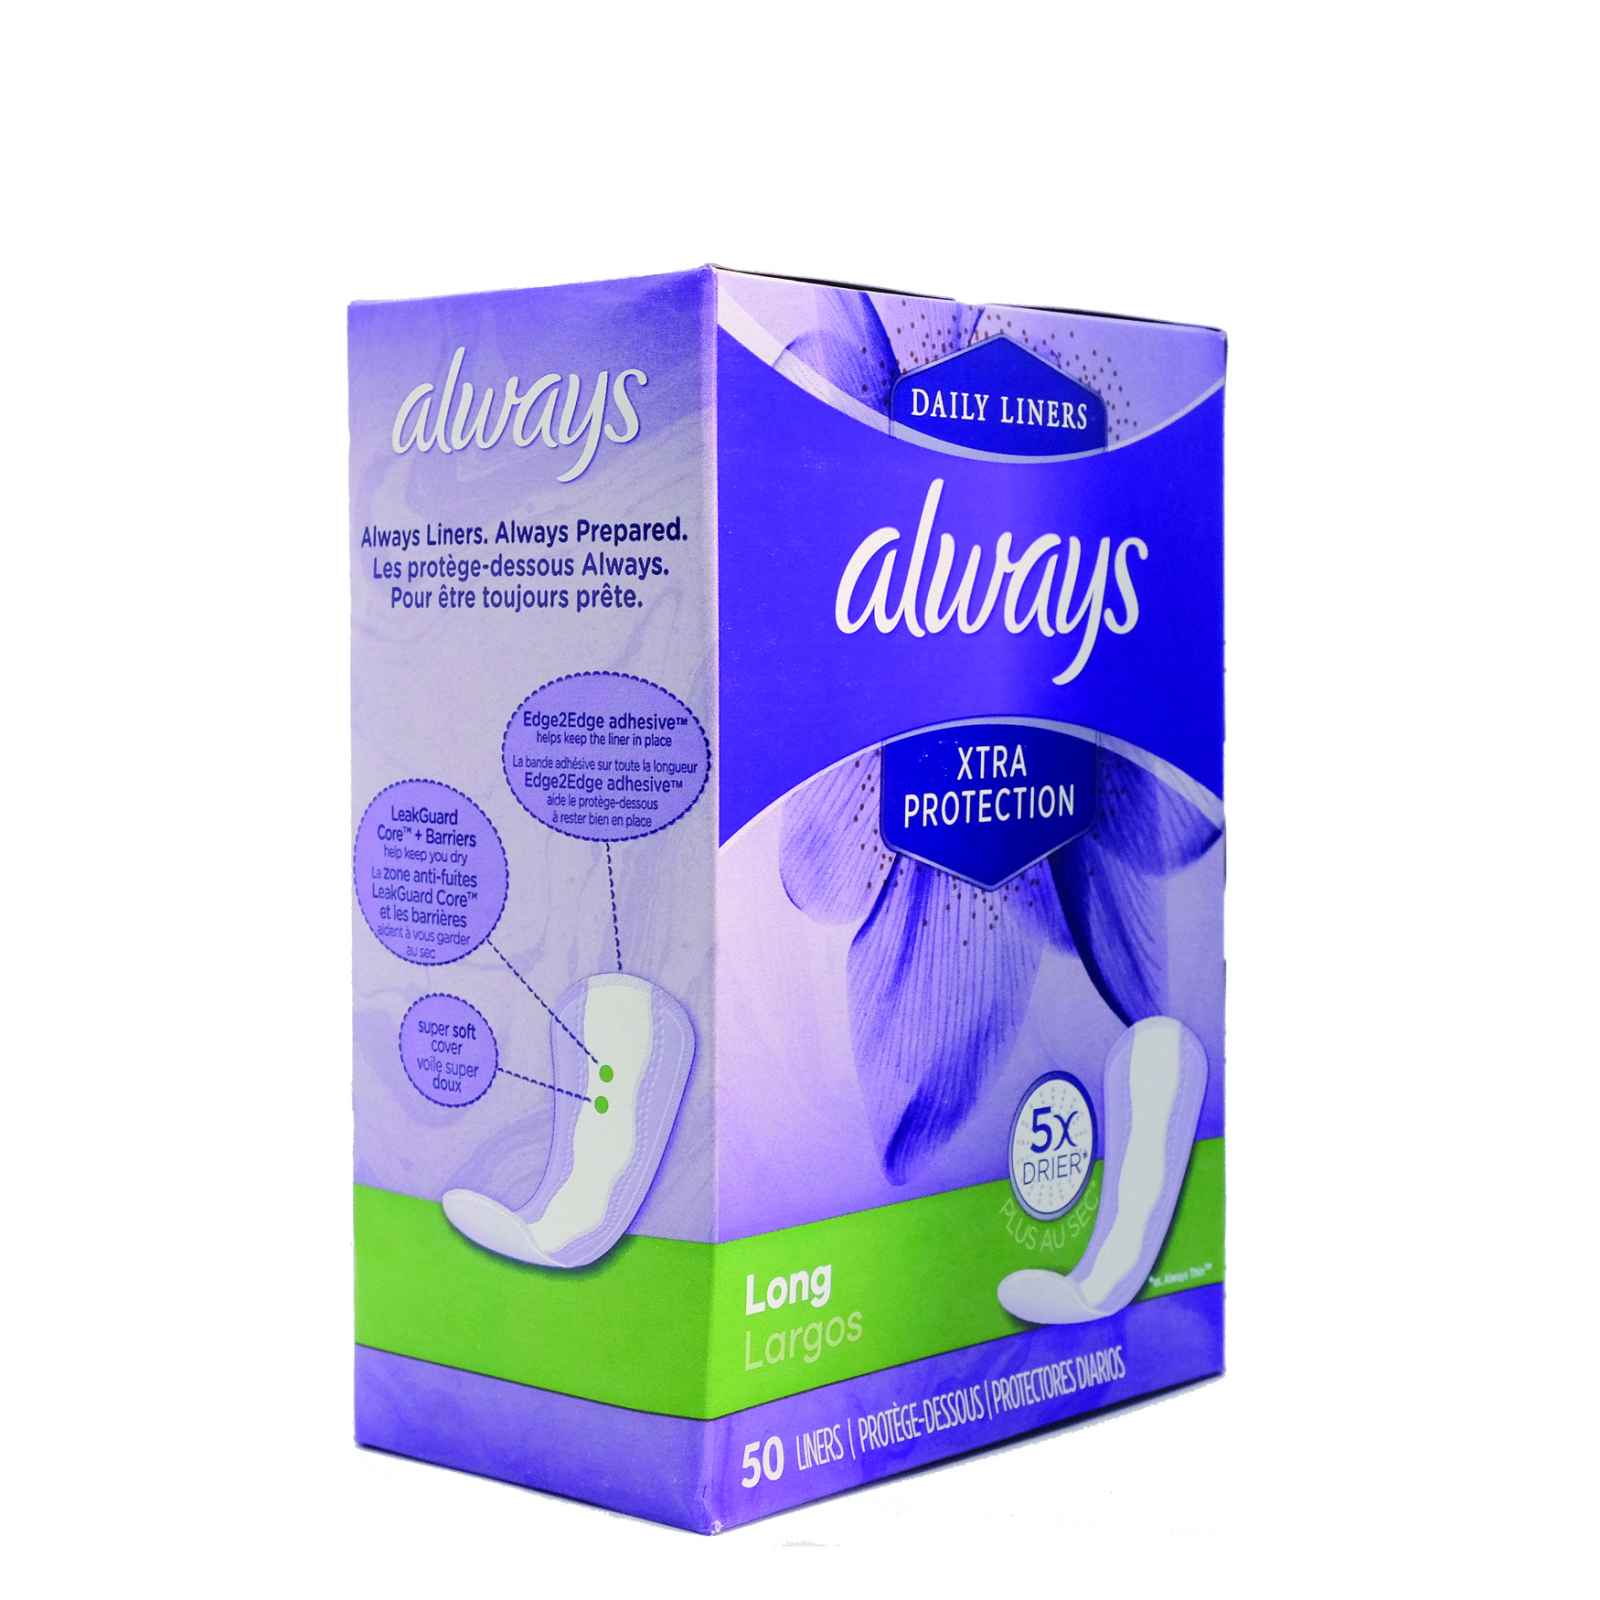 always
Always Liners. Always Prepared.
Les protège-dessous Always.
Pour être toujours prête.
Edge2Edge adhesive™
helps keep the liner in place
La bande adhésive sur toute la longueur
Edge2Edge adhesive™
aide le protège-dessous
à rester bien en place
LeakGuard
Core™ + Barriers
help keep you dry
La zone anti-fuites
LeakGuard Core™
et les barrières
aident à vous garder
au sec
super soft
cover
voile super
doux
DAILY LINERS
always
XTRA
PROTECTION
5X
DRIER*
PLUS AU SEC*
*vs. Always Thin™
Long
Largos
50 LINERS | PROTÈGE-DESSOUS | PROTECTORES DIARIOS